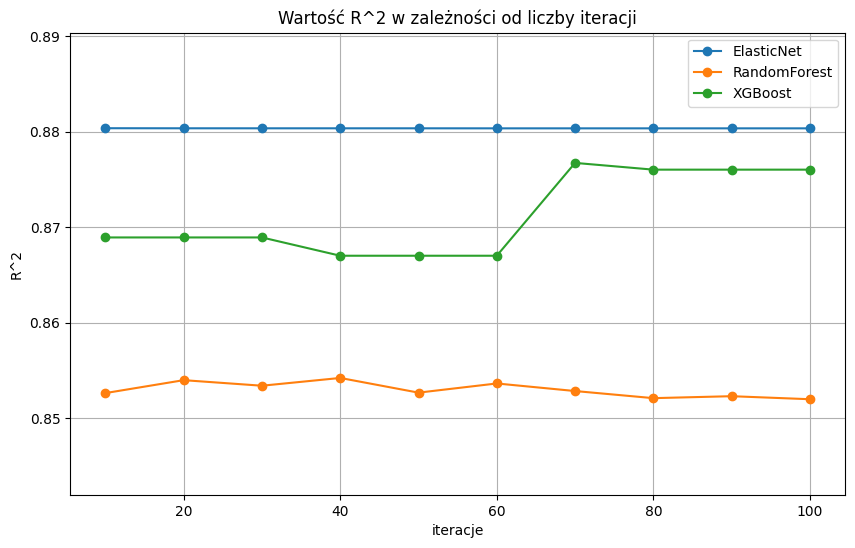 Wartość R^2 w zależności od liczby iteracji
0.89
0.88
0.87
0.86
0.85
R^2
20
40
60
80
100
iteracje
ElasticNet
RandomForest
XGBoost